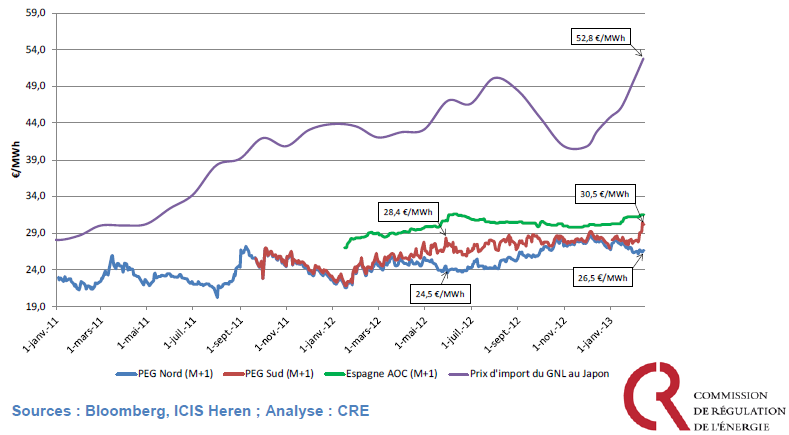 59,0
54,0
49,0
44,0
39,0
34,0
29,0
24,0
19,0
€/MWh
52,8 €/MWh
30,5 €/MWh
28,4 €/MWh
24,5 €/MWh
26,5 €/MWh
1-janv.-11
1-mars-11
1-mai-11
1-juil.-11
1-sept.-11
1-nov.-11
1-janv.-12
1-mars-12
1-mai-12
1-juil.-12
1-sept.-12
1-nov.-12
1-janv.-13
PEG Nord (M+1)
PEG Sud (M+1)
Espagne AOC (M+1)
Prix d'import du GNL au Japon
Sources : Bloomberg, ICIS Heren ; Analyse : CRE
COMMISSION
DE RÉGULATION
DE L'ÉNERGIE